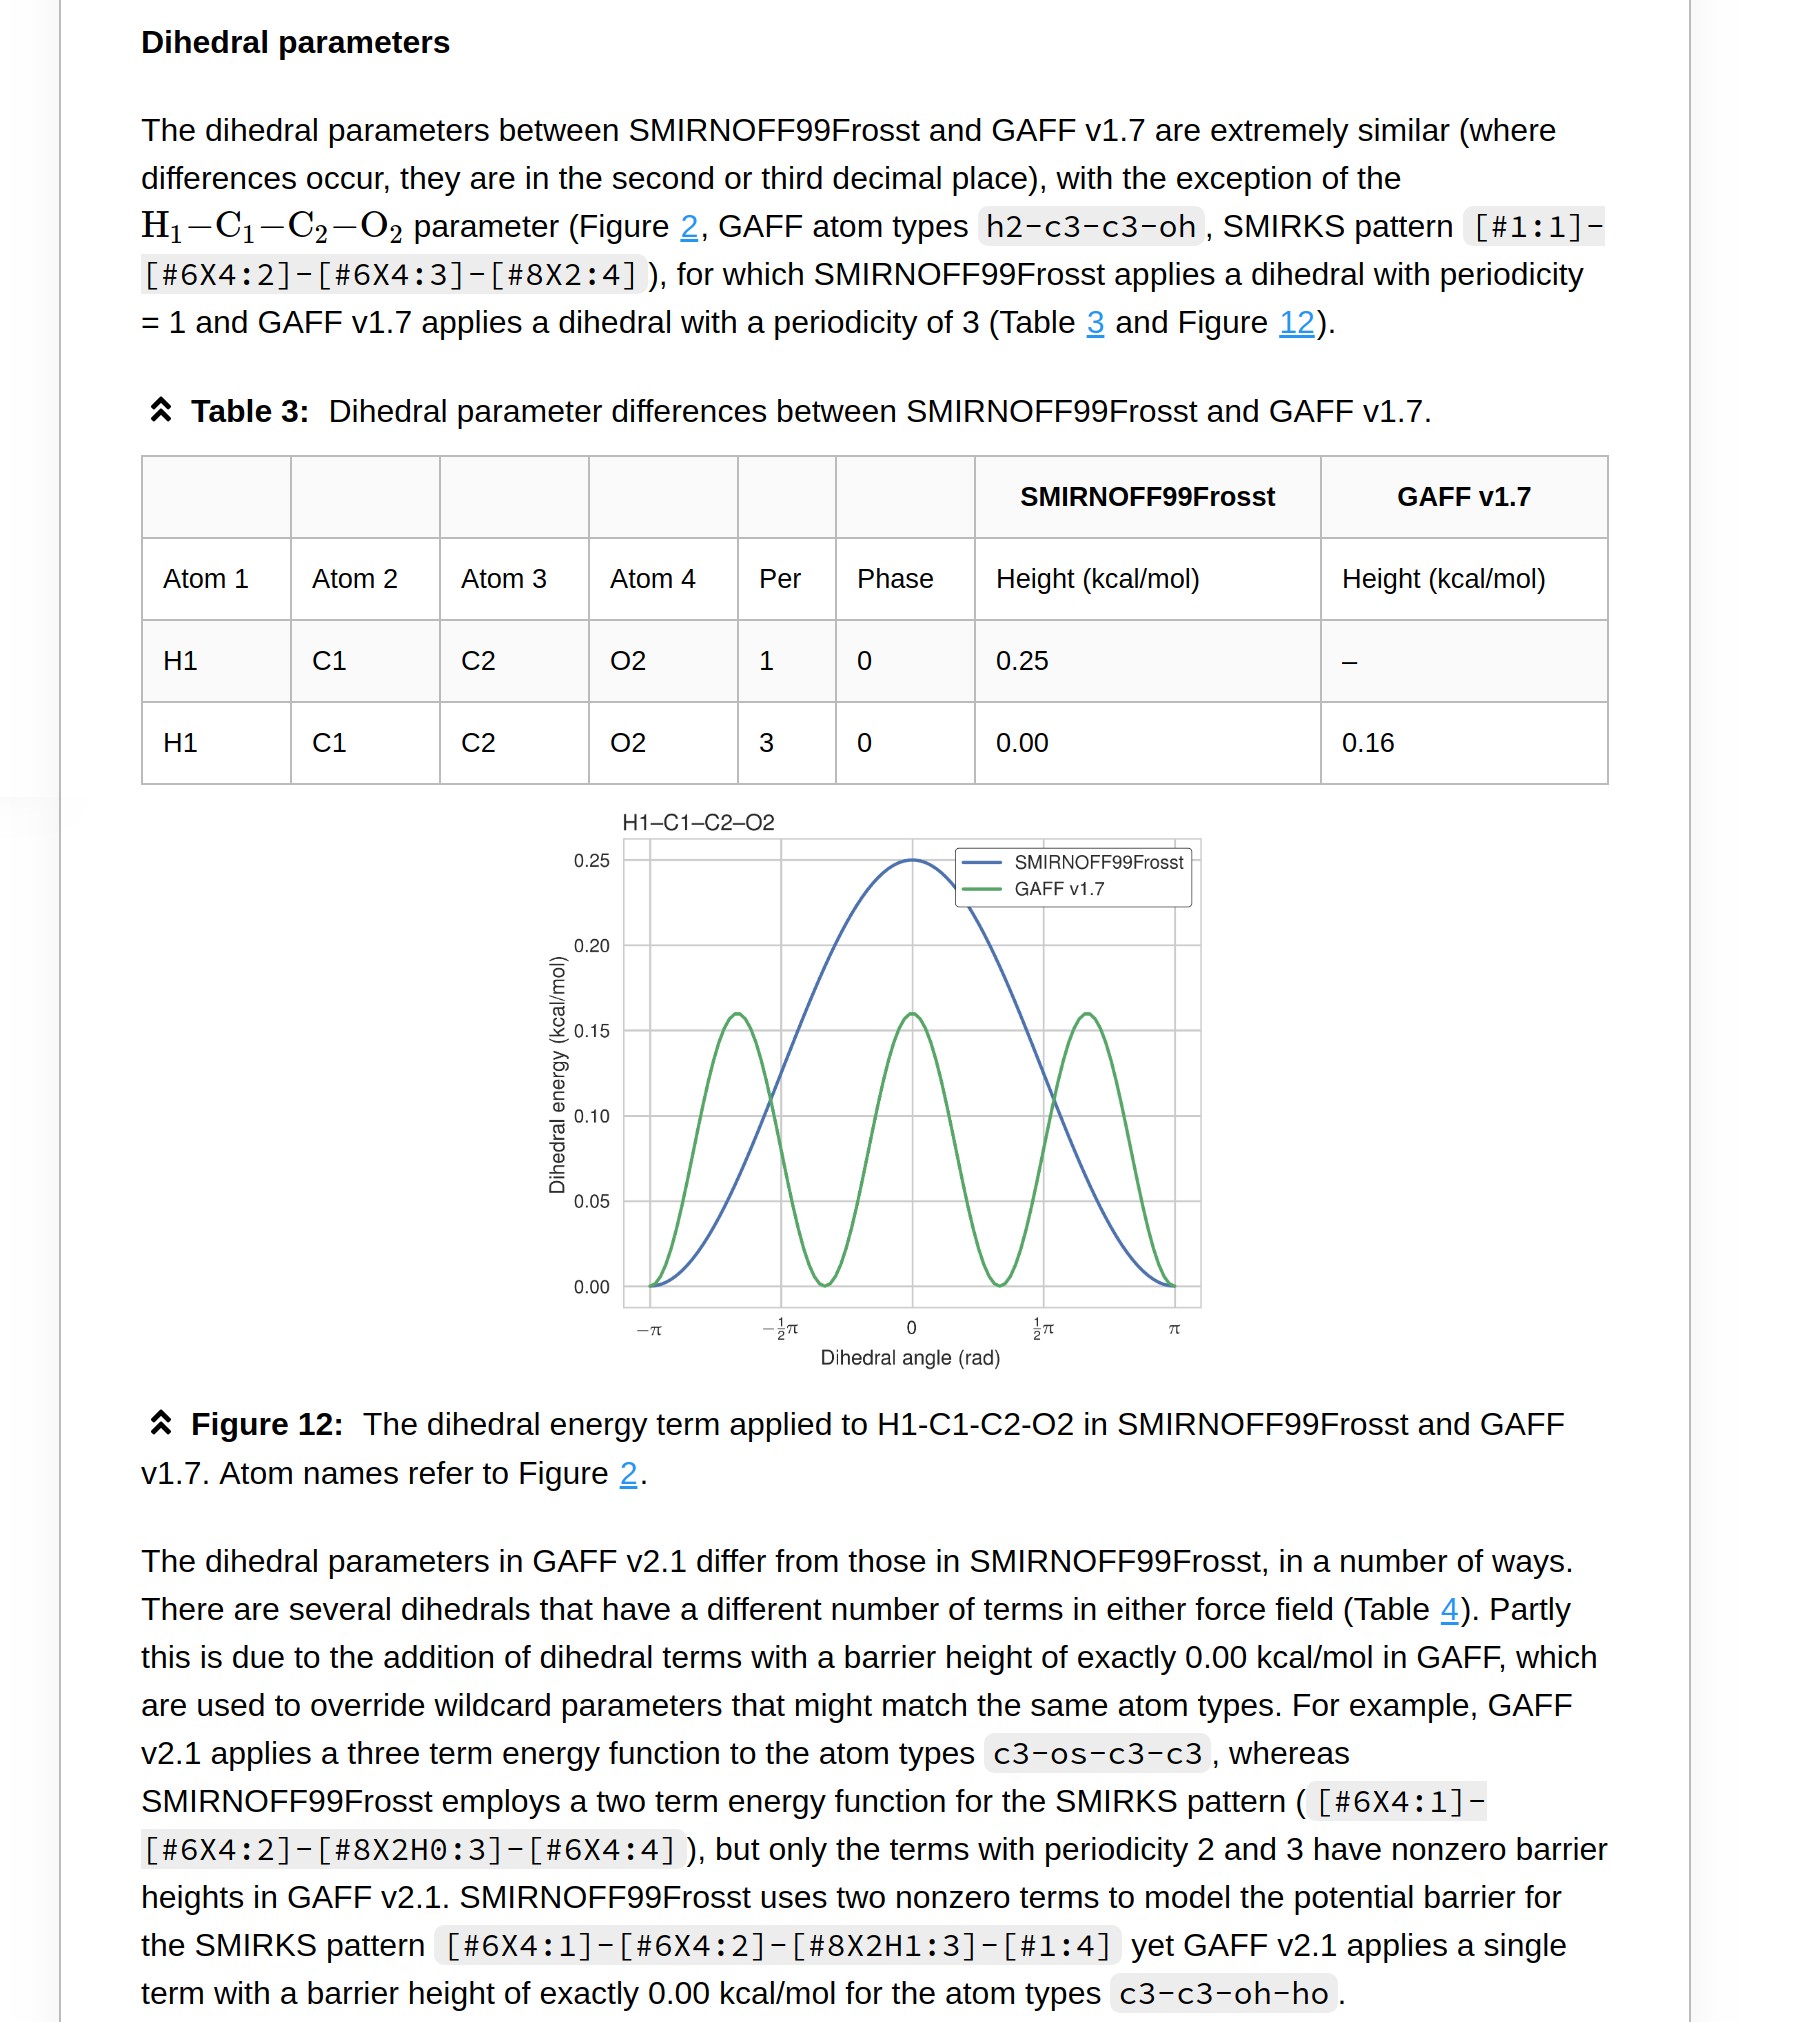 Dihedral parameters
The dihedral parameters between SMIRNOFF99Frosst and GAFF v1.7 are extremely similar (where
differences occur, they are in the second or third decimal place), with the exception of the
H₁−C₁−C₂−O₂ parameter (Figure 2, GAFF atom types h2-c3-c3-oh, SMIRKS pattern [#1:1]-
[#6X4:2]-[#6X4:3]-[#8X2:4]), for which SMIRNOFF99Frosst applies a dihedral with periodicity
= 1 and GAFF v1.7 applies a dihedral with a periodicity of 3 (Table 3 and Figure 12).
Table 3: Dihedral parameter differences between SMIRNOFF99Frosst and GAFF v1.7.
SMIRNOFF99Frosst GAFF v1.7
Atom 1 Atom 2 Atom 3 Atom 4 Per Phase Height (kcal/mol) Height (kcal/mol)
H1 C1 C2 O2 1 0 0.25 –
H1 C1 C2 O2 3 0 0.00 0.16
H1–C1–C2–O2
SMIRNOFF99Frosst
GAFF v1.7
0.25
0.20
0.15
0.10
0.05
0.00
Dihedral energy (kcal/mol)
−π −½π 0 ½π π
Dihedral angle (rad)
Figure 12: The dihedral energy term applied to H1-C1-C2-O2 in SMIRNOFF99Frosst and GAFF
v1.7. Atom names refer to Figure 2.
The dihedral parameters in GAFF v2.1 differ from those in SMIRNOFF99Frosst, in a number of ways.
There are several dihedrals that have a different number of terms in either force field (Table 4). Partly
this is due to the addition of dihedral terms with a barrier height of exactly 0.00 kcal/mol in GAFF, which
are used to override wildcard parameters that might match the same atom types. For example, GAFF
v2.1 applies a three term energy function to the atom types c3-os-c3-c3, whereas
SMIRNOFF99Frosst employs a two term energy function for the SMIRKS pattern ([#6X4:1]-
[#6X4:2]-[#8X2H0:3]-[#6X4:4]), but only the terms with periodicity 2 and 3 have nonzero barrier
heights in GAFF v2.1. SMIRNOFF99Frosst uses two nonzero terms to model the potential barrier for
the SMIRKS pattern [#6X4:1]-[#6X4:2]-[#8X2H1:3]-[#1:4] yet GAFF v2.1 applies a single
term with a barrier height of exactly 0.00 kcal/mol for the atom types c3-c3-oh-ho.